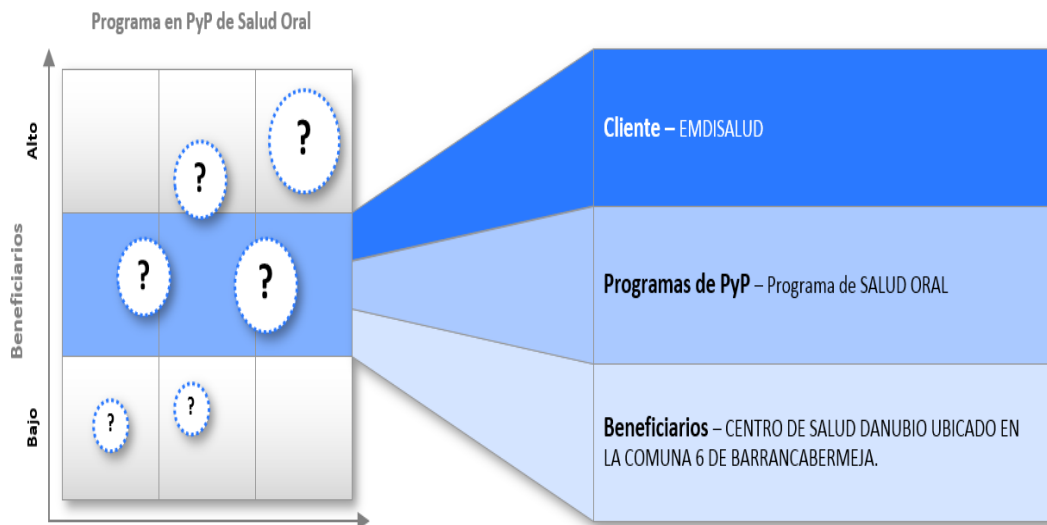 Programa en PyP de Salud Oral
Alto
Beneficiarios
Bajo
?
?
?
?
?
?
Cliente – EMDISALUD
Programas de PyP – Programa de SALUD ORAL
Beneficiarios – CENTRO DE SALUD DANUBIO UBICADO EN
LA COMUNA 6 DE BARRANCABERMEJA.